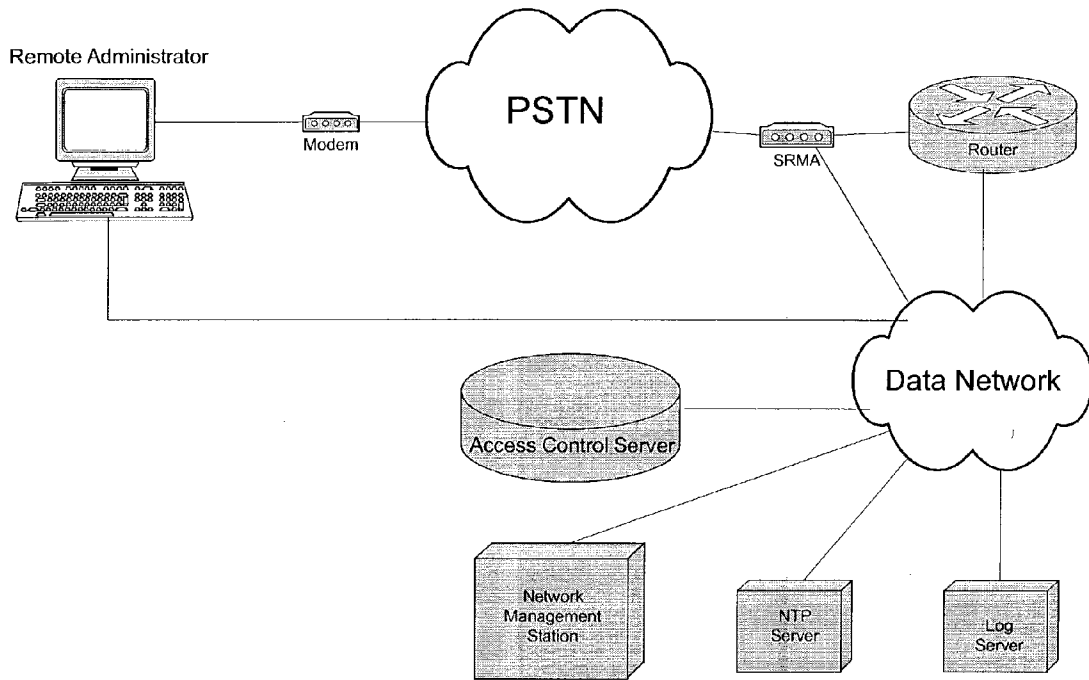 Remote Administrator
PSTN
Modem
SRMA
Router
Data Network
Access Control Server
Network
Management
Station
NTP
Server
Log
Server